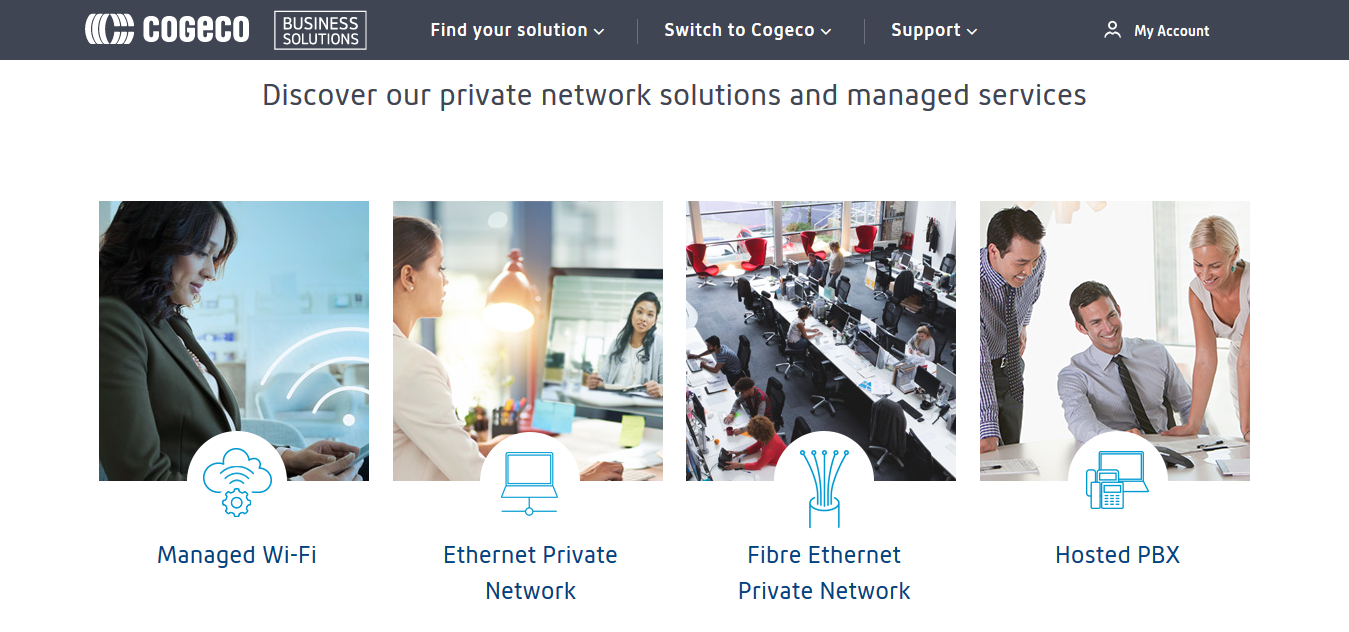 COGECO
BUSINESS
SOLUTIONS
Find your solution
Switch to Cogeco
Support
My Account
Discover our private network solutions and managed services
Managed Wi-Fi
Ethernet Private
Network
Fibre Ethernet
Private Network
Hosted PBX